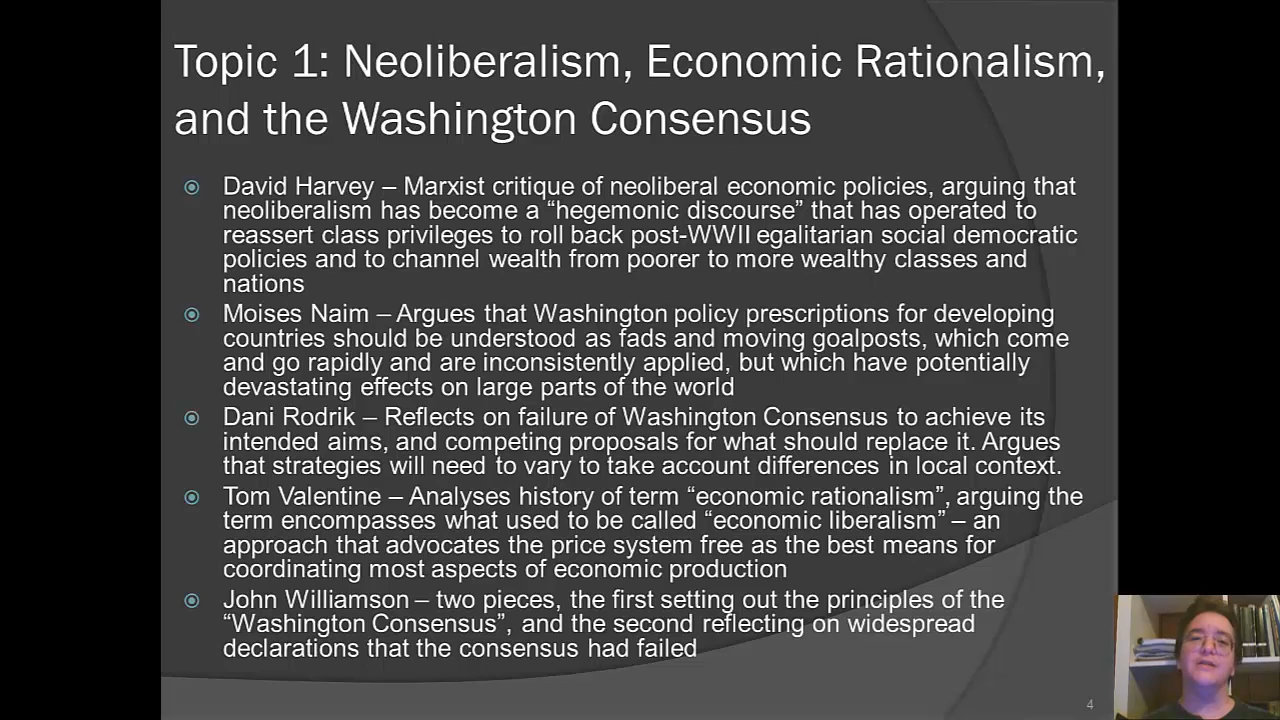 Topic 1: Neoliberalism, Economic Rationalism,
and the Washington Consensus
David Harvey – Marxist critique of neoliberal economic policies, arguing that
neoliberalism has become a “hegemonic discourse” that has operated to
reassert class privileges to roll back post-WWII egalitarian social democratic
policies and to channel wealth from poorer to more wealthy classes and
nations
Moises Naim – Argues that Washington policy prescriptions for developing
countries should be understood as fads and moving goalposts, which come
and go rapidly and are inconsistently applied, but which have potentially
devastating effects on large parts of the world
Dani Rodrik – Reflects on failure of Washington Consensus to achieve its
intended aims, and competing proposals for what should replace it. Argues
that strategies will need to vary to take account differences in local context.
Tom Valentine – Analyses history of term “economic rationalism”, arguing the
term encompasses what used to be called “economic liberalism” – an
approach that advocates the price system free as the best means for
coordinating most aspects of economic production
John Williamson – two pieces, the first setting out the principles of the
“Washington Consensus”, and the second reflecting on widespread
declarations that the consensus had failed
4